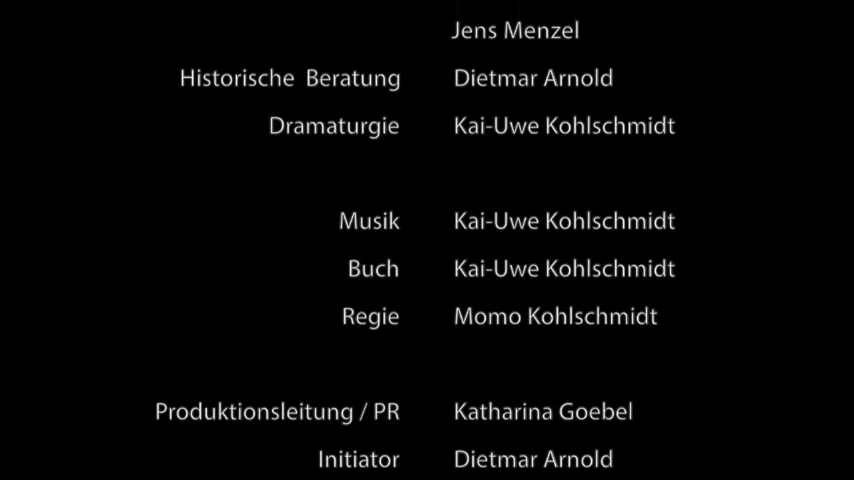 Jens Menzel
Historische Beratung Dietmar Arnold
Dramaturgie Kai-Uwe Kohlschmidt
Musik Kai-Uwe Kohlschmidt
Buch Kai-Uwe Kohlschmidt
Regie Momo Kohlschmidt
Produktionsleitung / PR Katharina Goebel
Initiator Dietmar Arnold